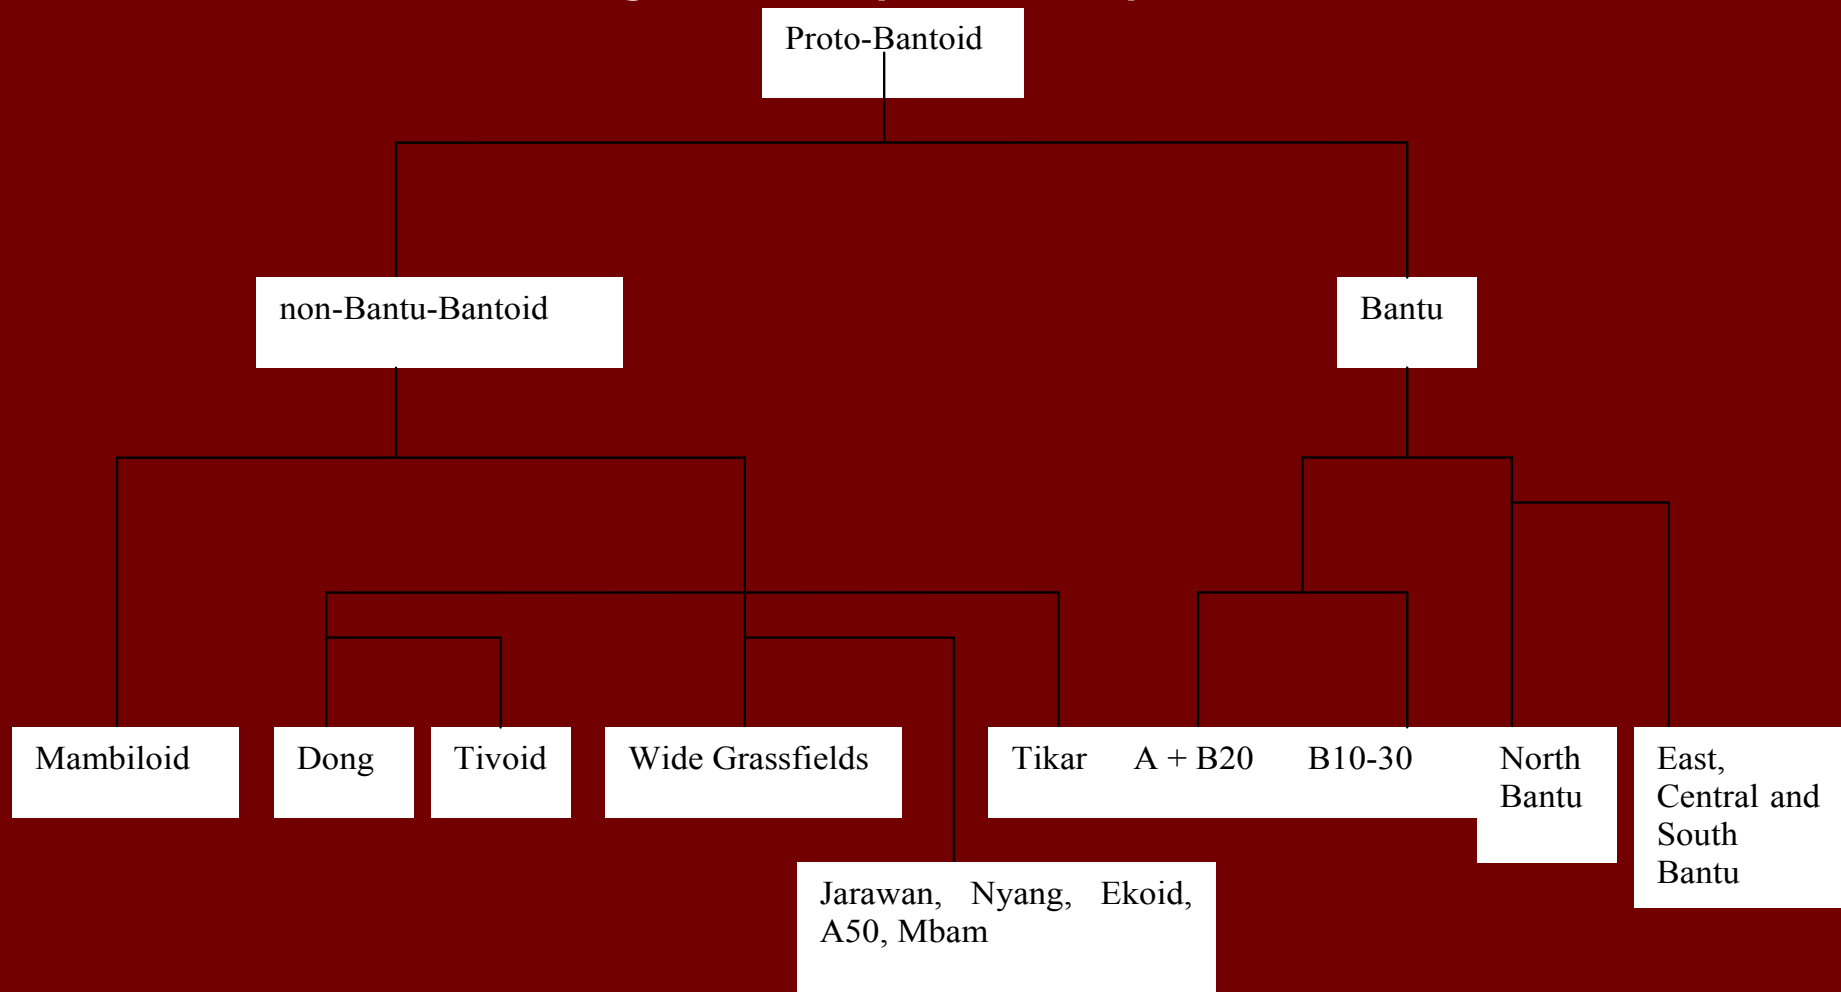 Proto-Bantoid
non-Bantu-Bantoid
Bantu
Mambiloid
Dong
Tivoid
Wide Grassfields
Tikar
A + B20
B10-30
North
Bantu
East,
Central and
South
Bantu
Jarawan, Nyang, Ekoid,
A50, Mbam